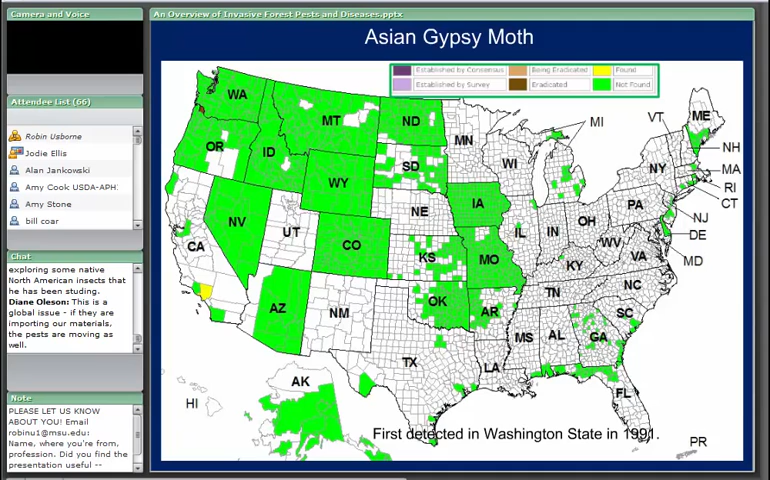 Camera and Voice
Attendee List (66)
Robin Usborne
Jodie Ellis
Alan Jankowski
Amy Cook USDA-APH
Amy Stone
bill coar
Chat
exploring some native
North American insects that
he has been studing.
Diane Oleson: This is a
global issue - if they are
importing our materials,
the pests are moving as
well.
Note
PLEASE LET US KNOW
ABOUT YOU! Email
robinu1@msu.edu:
Name, where you're from,
profession. Did you find the
presentation useful --
An Overview of Invasive Forest Pests and Diseases.pptx
Asian Gypsy Moth
Established by Consensus Being Eradicated Found
Established by Survey Eradicated Not Found
WA MT ND MN MI VT ME
OR ID SD WI NY NH
MA
WY RI
CT
NV UT NE IA IL IN OH PA NJ
CA CO KS MO KY WV VA DE
MD
AZ NM OK AR TN NC
SC
TX LA MS AL GA
AK FL
HI
First detected in Washington State in 1991.
PR